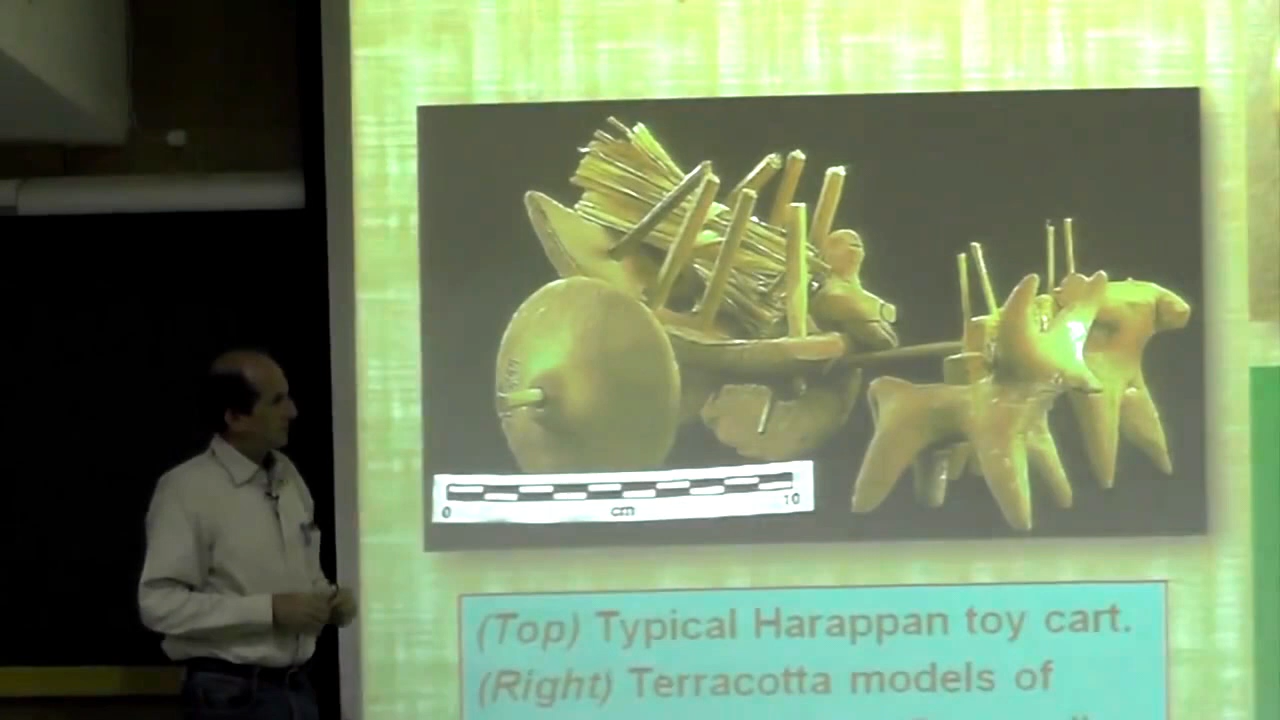 0 cm 10
(Top) Typical Harappan toy cart.
(Right) Terracotta models of